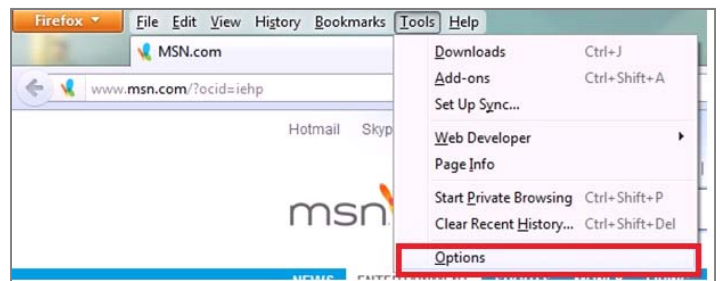 Firefox
File Edit View History Bookmarks Tools Help
MSN.com
www.msn.com/?ocid=iehp
Downloads Ctrl+J
Add-ons Ctrl+Shift+A
Set Up Sync...
Web Developer
Page Info
Start Private Browsing Ctrl+Shift+P
Clear Recent History... Ctrl+Shift+Del
Options
Hotmail Skyp
msn
NEWS